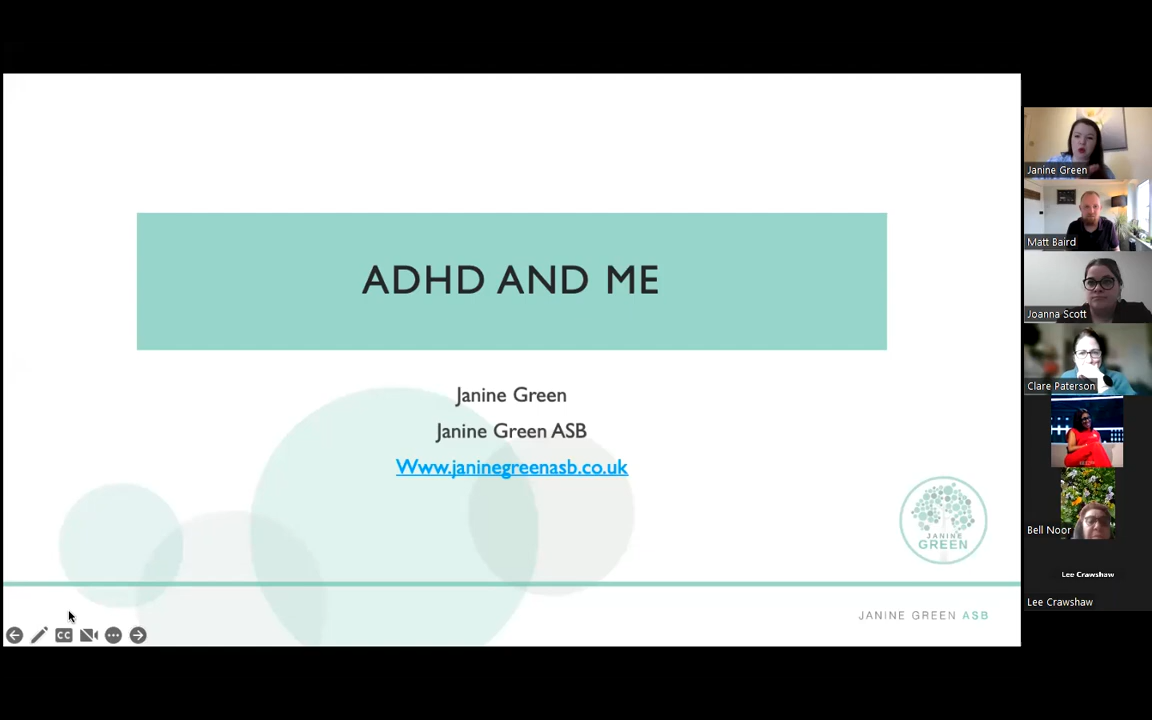 ADHD AND ME
Janine Green
Janine Green ASB
Www.janinegreenasb.co.uk
JANINE
GREEN
JANINE GREEN ASB
CC
Janine Green
Matt Baird
Joanna Scott
Clare Paterson
Bell Noor
Lee Crawshaw
Lee Crawshaw